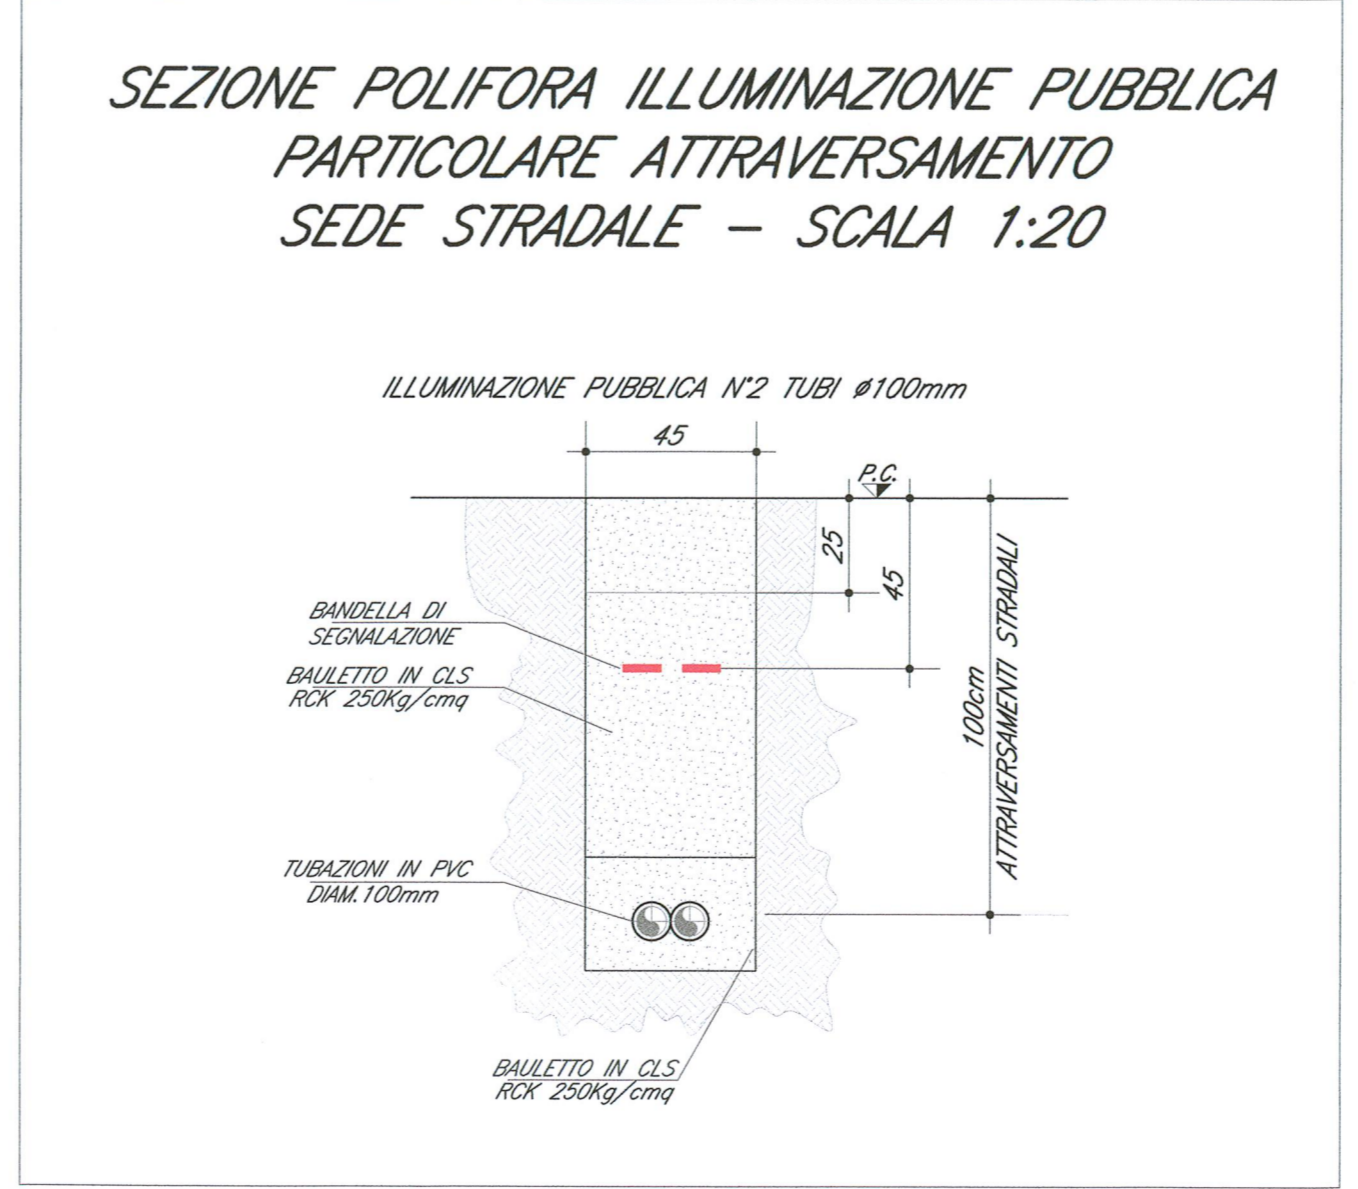 SEZIONE POLIFORA ILLUMINAZIONE PUBBLICA
PARTICOLARE ATTRAVERSAMENTO
SEDE STRADALE - SCALA 1:20
ILLUMINAZIONE PUBBLICA N°2 TUBI ø100mm
45
P.C.
25
45
100cm
ATTRAVERSAMENTI STRADALI
BANDELLA DI
SEGNALAZIONE
BAULETTO IN CLS
RCK 250Kg/cmq
TUBAZIONI IN PVC
DIAM.100mm
BAULETTO IN CLS
RCK 250Kg/cmq